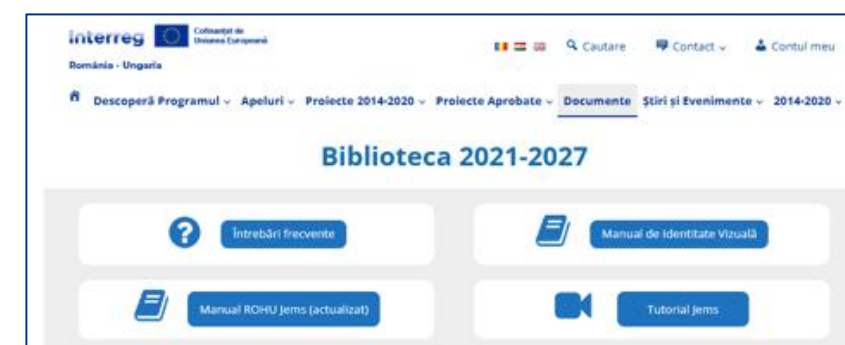 Interreg
Cofinanțat de
Uniunea Europeană
România - Ungaria
Cautare
Contact
Contul meu
Descoperă Programul Apeluri Proiecte 2014-2020 Proiecte Aprobate Documente Știri și Evenimente 2014-2020
Biblioteca 2021-2027
Întrebări frecvente
Manual de Identitate Vizuală
Manual ROHU Jems (actualizat)
Tutorial Jems